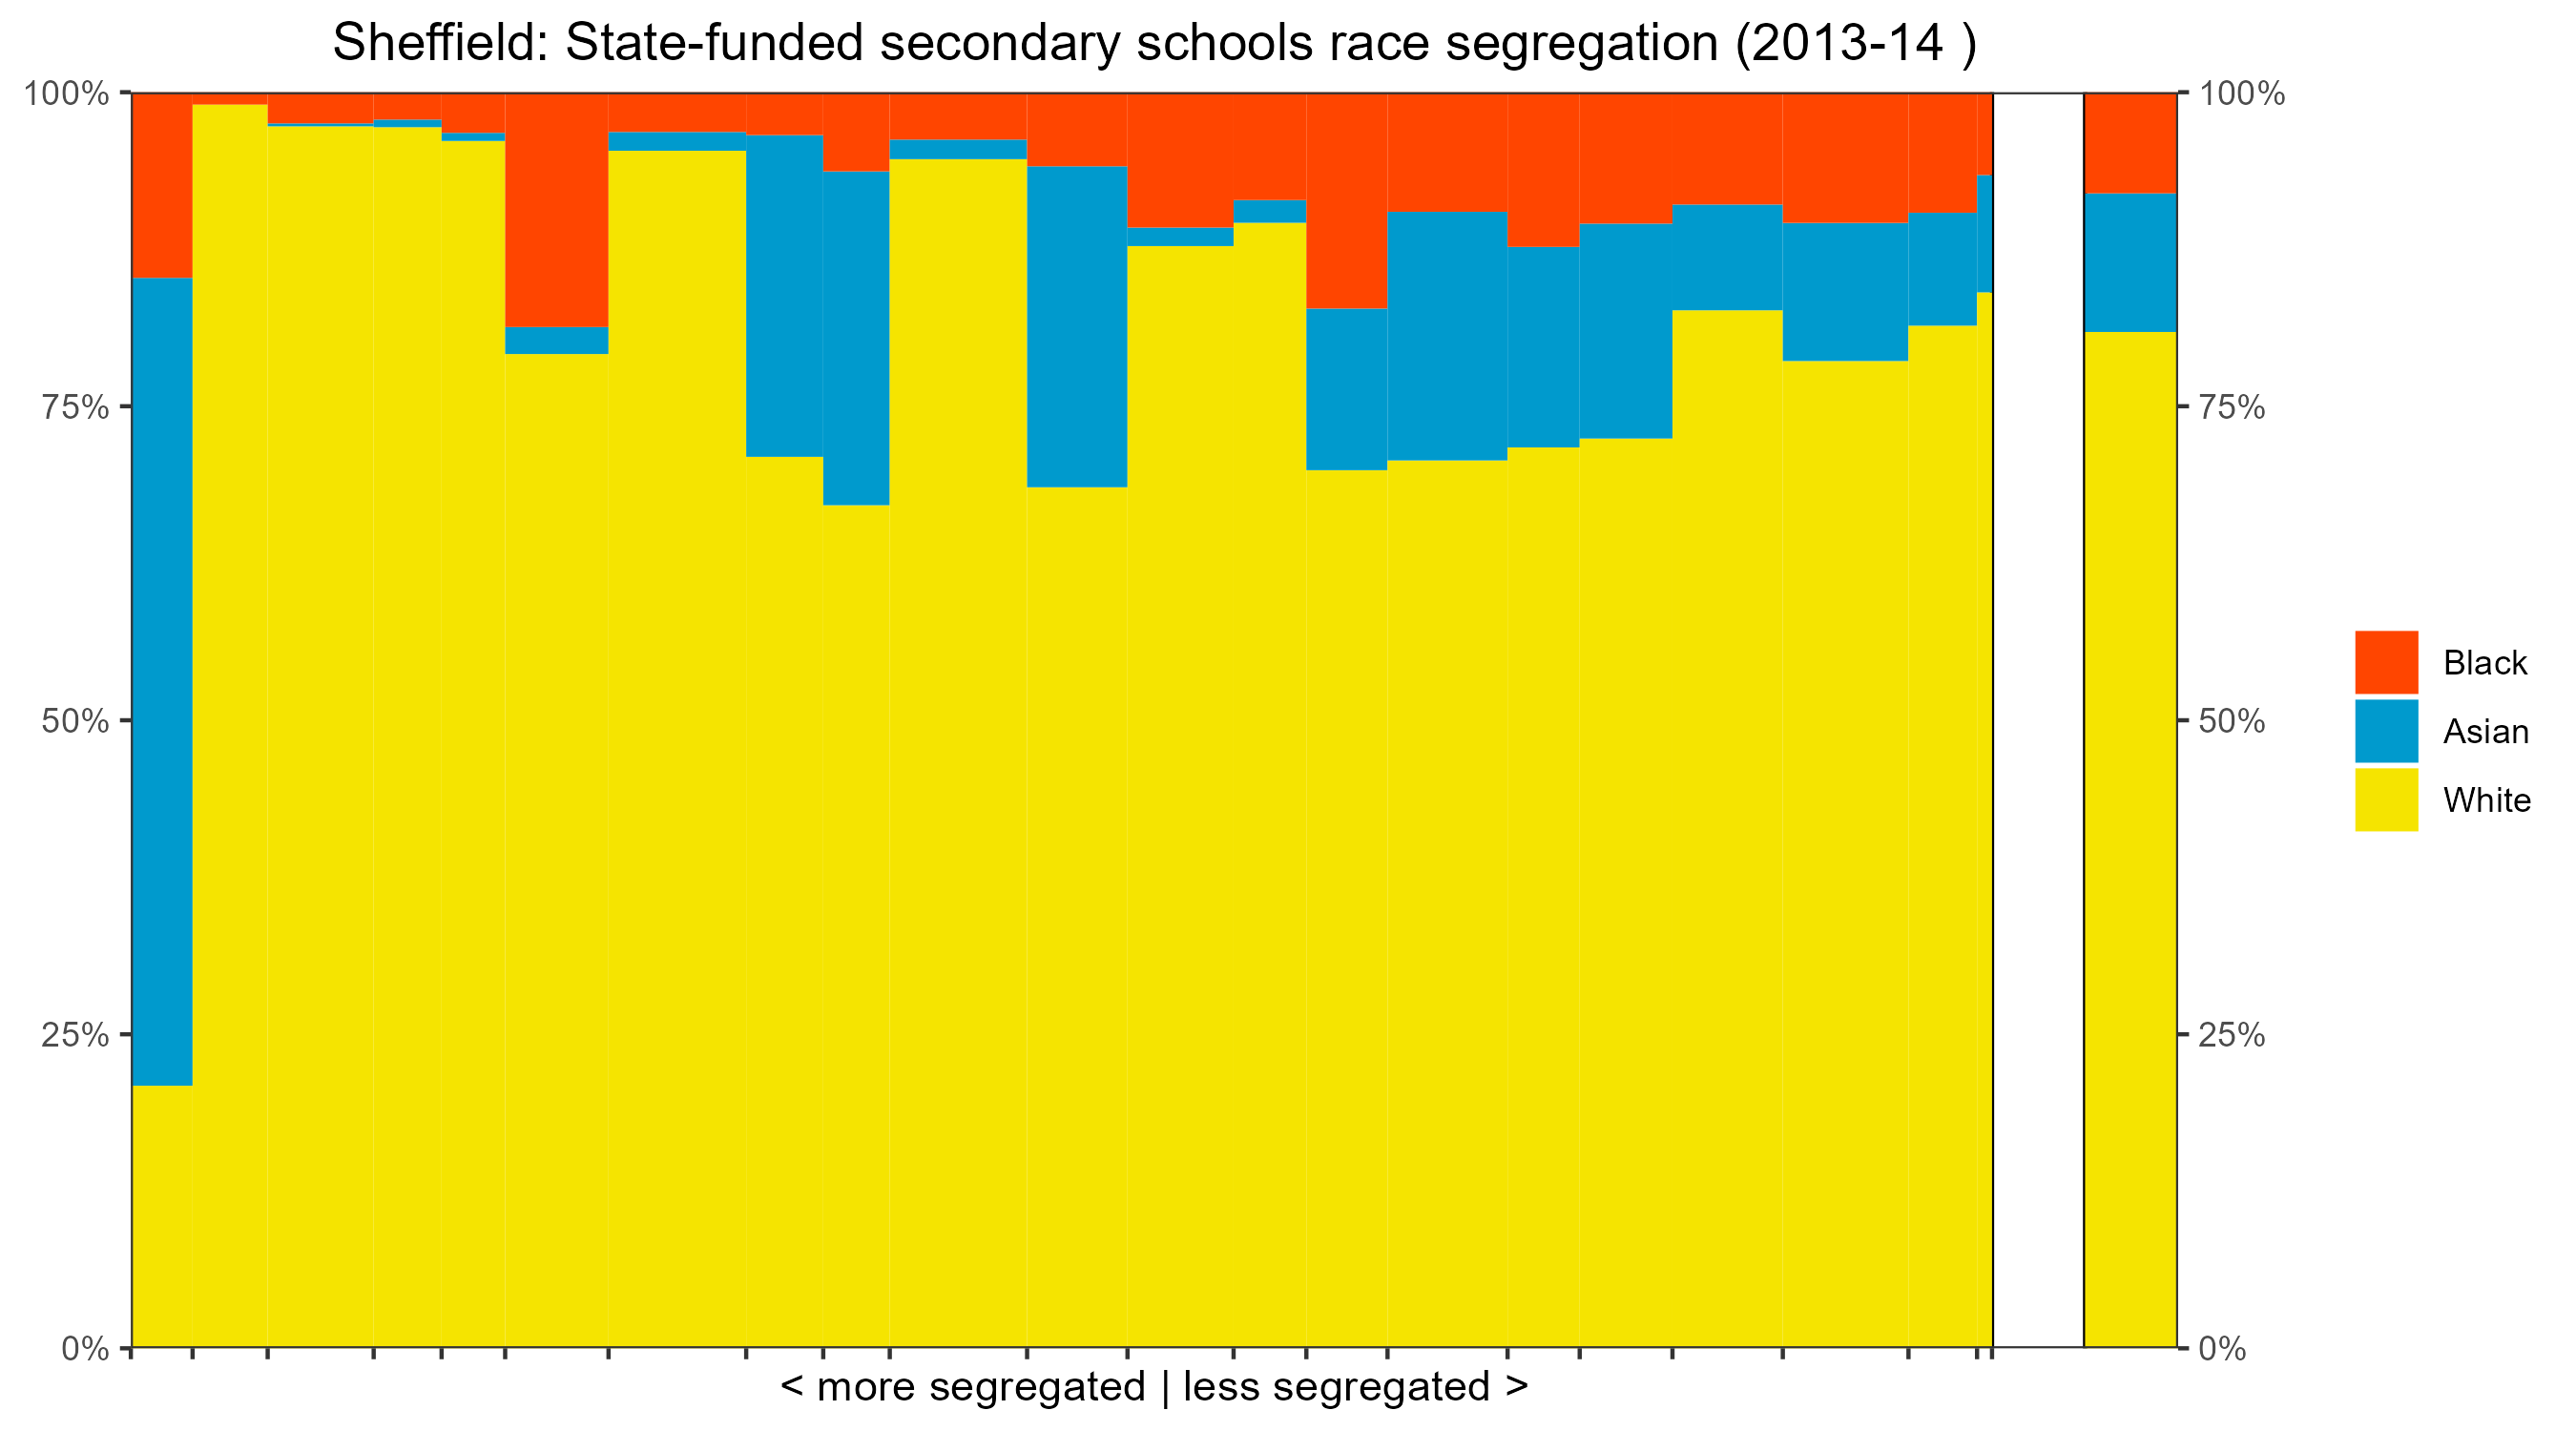 Sheffield: State-funded secondary schools race segregation (2013-14 )
100%
75%
50%
25%
0%
100%
75%
50%
25%
0%
Black
Asian
White
< more segregated | less segregated >